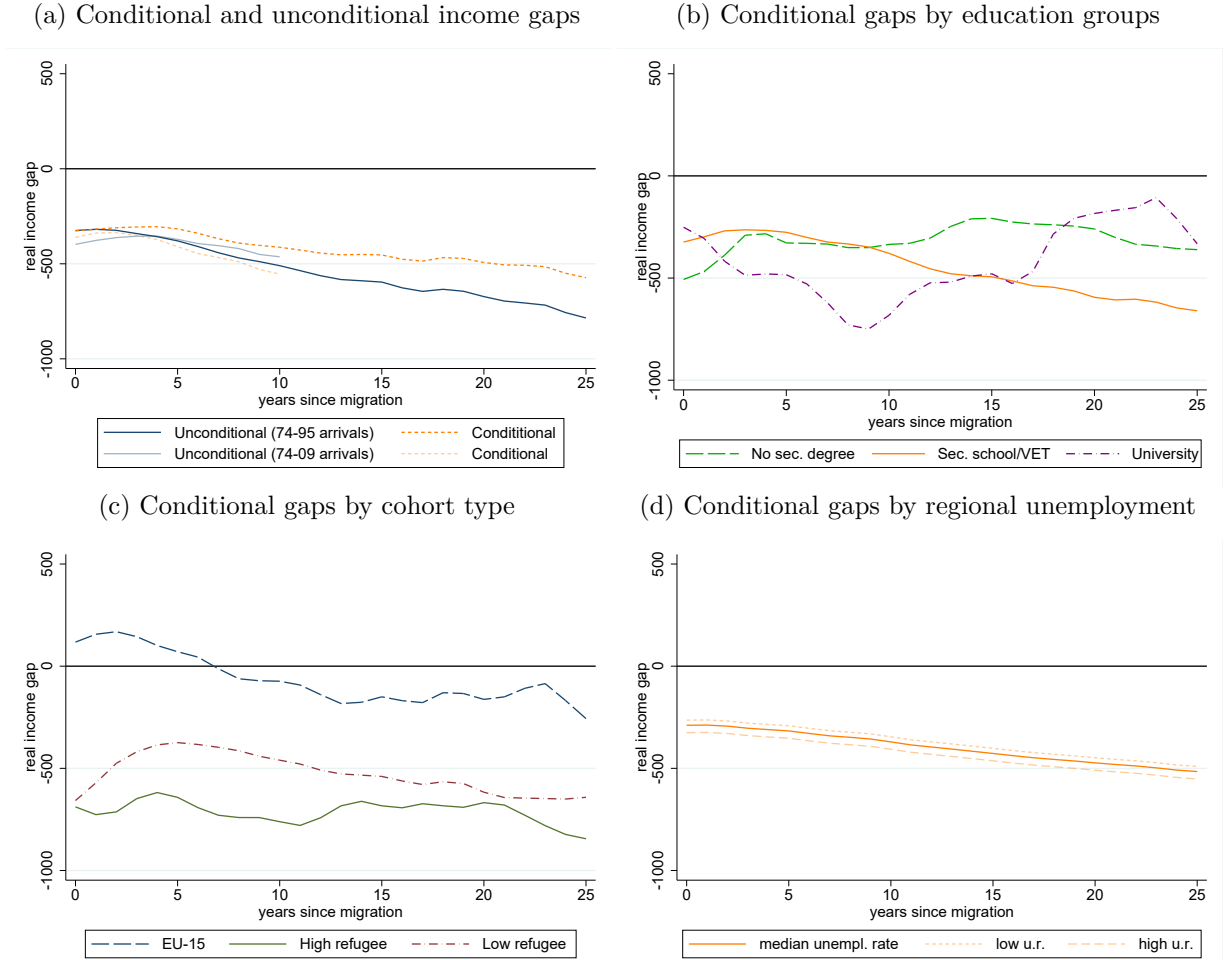 (a) Conditional and unconditional income gaps
500
0
-500
-1000
real income gap
0 5 10 15 20 25
years since migration
Unconditional (74-95 arrivals) Condititional
Unconditional (74-09 arrivals) Conditional
(b) Conditional gaps by education groups
500
0
-500
-1000
real income gap
0 5 10 15 20 25
years since migration
No sec. degree Sec. school/VET University
(c) Conditional gaps by cohort type
500
0
-500
-1000
real income gap
0 5 10 15 20 25
years since migration
EU-15 High refugee Low refugee
(d) Conditional gaps by regional unemployment
500
0
-500
-1000
real income gap
0 5 10 15 20 25
years since migration
median unempl. rate low u.r. high u.r.